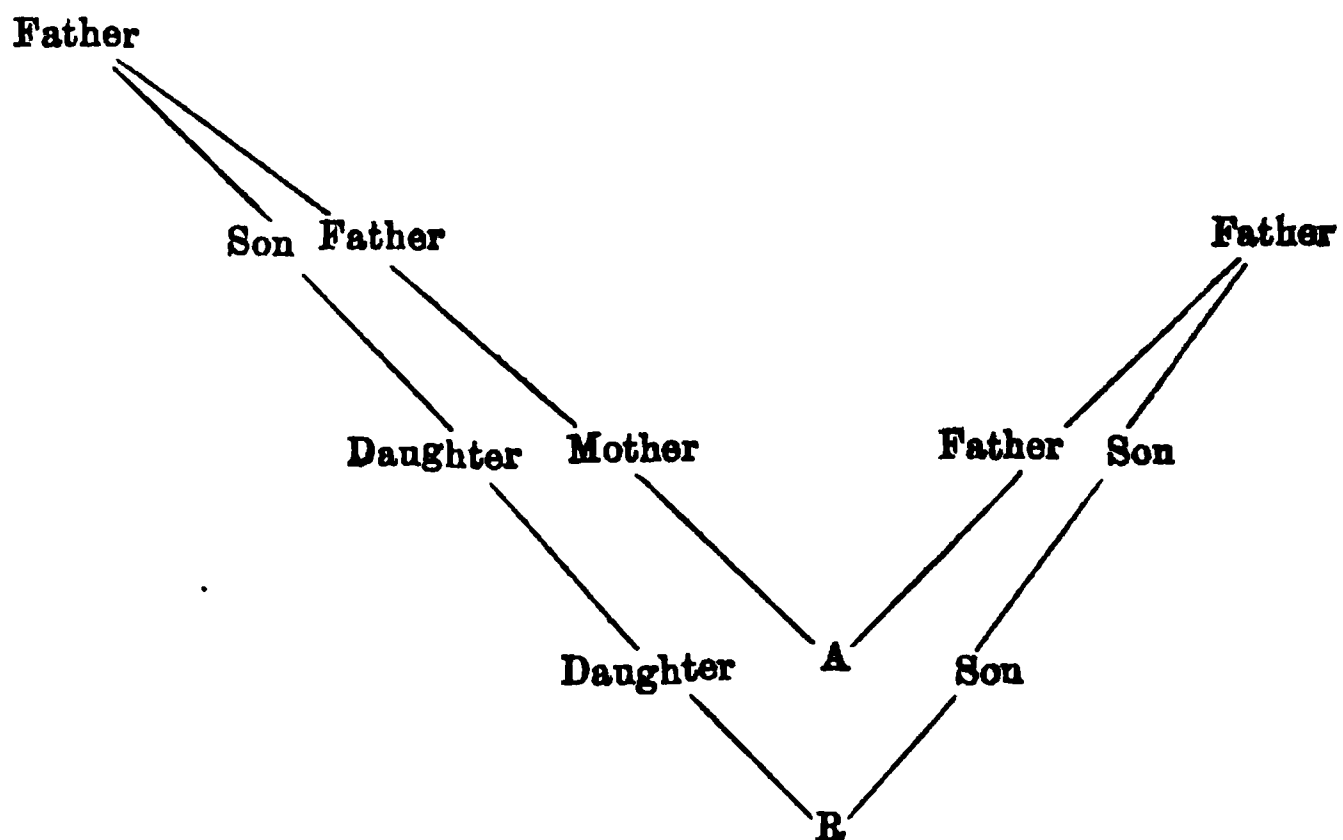 Father
Son Father Father
Daughter Mother Father Son
Daughter A Son
R